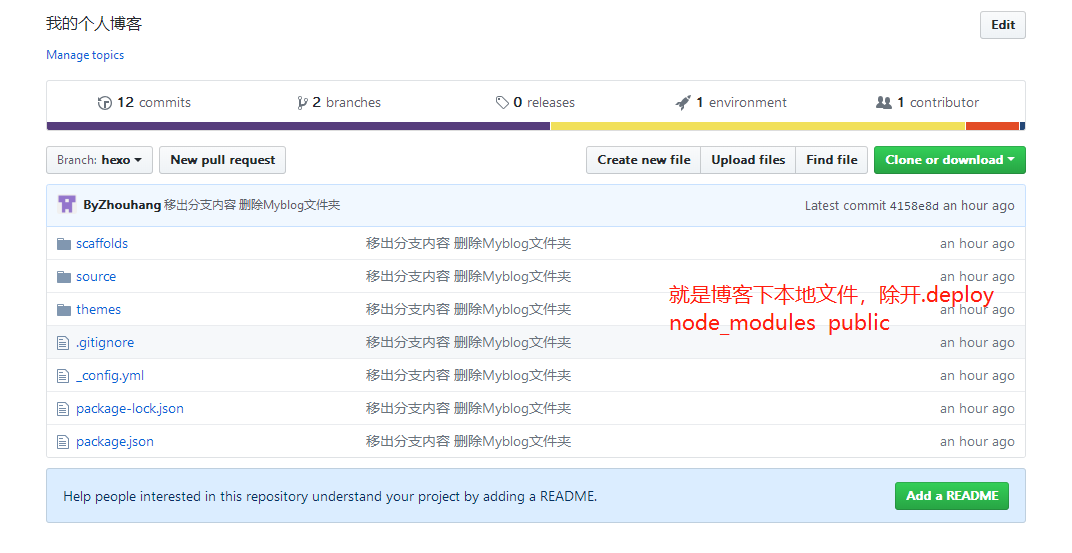 我的个人博客
Edit
Manage topics
12 commits
2 branches
0 releases
1 environment
1 contributor
Branch: hexo
New pull request
Create new file
Upload files
Find file
Clone or download
ByZhouhang 移出分支内容 删除Myblog文件夹
Latest commit 4158e8d an hour ago
scaffolds 移出分支内容 删除Myblog文件夹 an hour ago
source 移出分支内容 删除Myblog文件夹 an hour ago
就是博客下本地文件，除开.deploy
node_modules public
themes 移出分支内容 删除Myblog文件夹 an hour ago
.gitignore 移出分支内容 删除Myblog文件夹 an hour ago
_config.yml 移出分支内容 删除Myblog文件夹 an hour ago
package-lock.json 移出分支内容 删除Myblog文件夹 an hour ago
package.json 移出分支内容 删除Myblog文件夹 an hour ago
Help people interested in this repository understand your project by adding a README.
Add a README